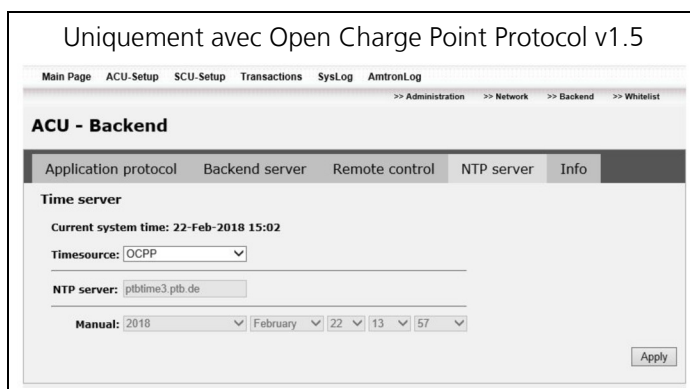 Uniquement avec Open Charge Point Protocol v1.5
Main Page ACU-Setup SCU-Setup Transactions SysLog AmtronLog
>> Administration >> Network >> Backend >> Whitelist
ACU - Backend
Application protocol Backend server Remote control NTP server Info
Time server
Current system time: 22-Feb-2018 15:02
Timesource: OCPP
NTP server: ptbtime3.ptb.de
Manual: 2018 February 22 13 57
Apply